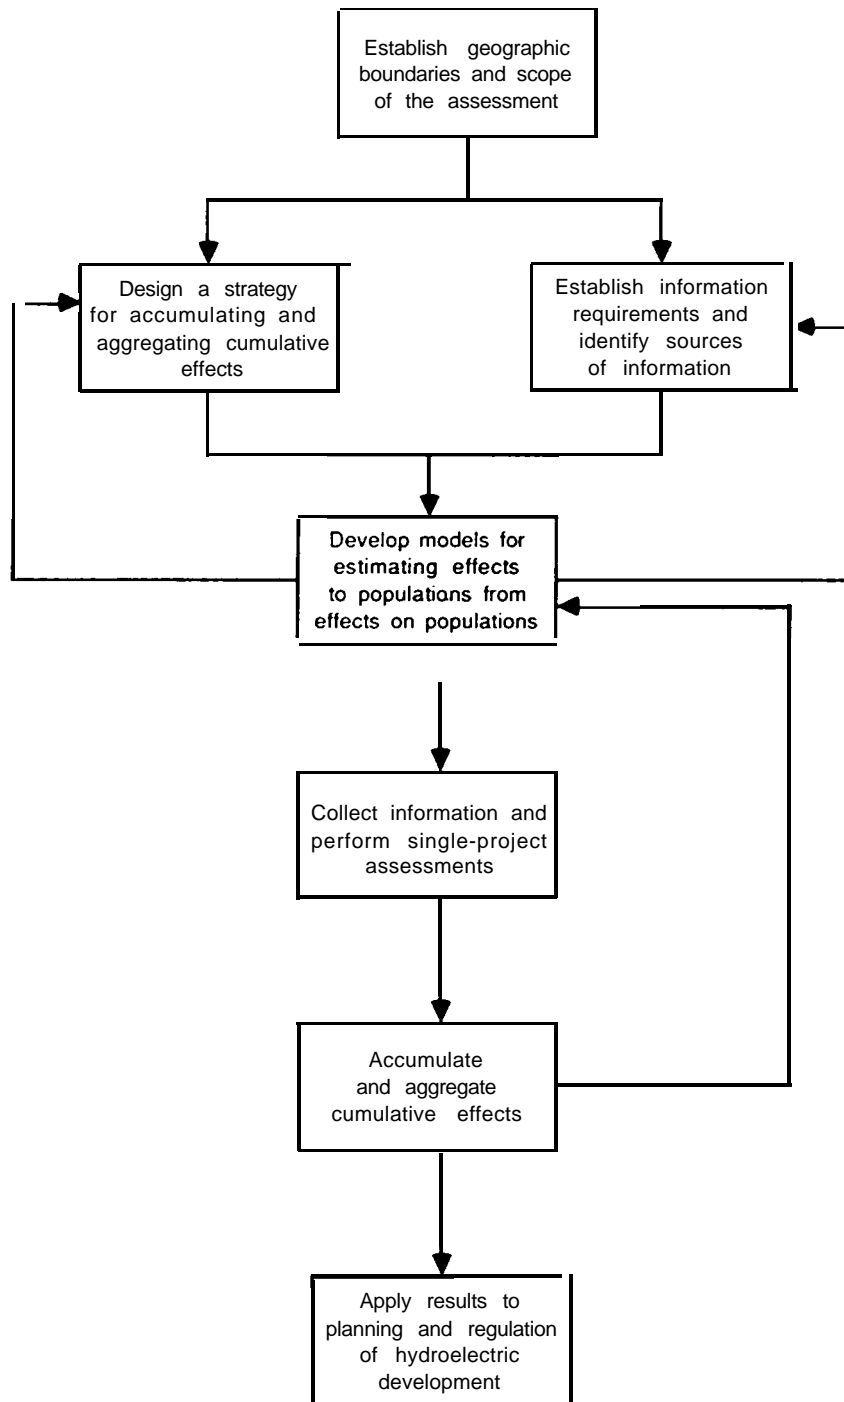 Establish geographic
boundaries and scope
of the assessment
Design a strategy
for accumulating and
aggregating cumulative
effects
Establish information
requirements and
identify sources
of information
Develop models for
estimating effects
to populations from
effects on populations
Collect information and
perform single-project
assessments
Accumulate
and aggregate
cumulative effects
Apply results to
planning and regulation
of hydroelectric
development